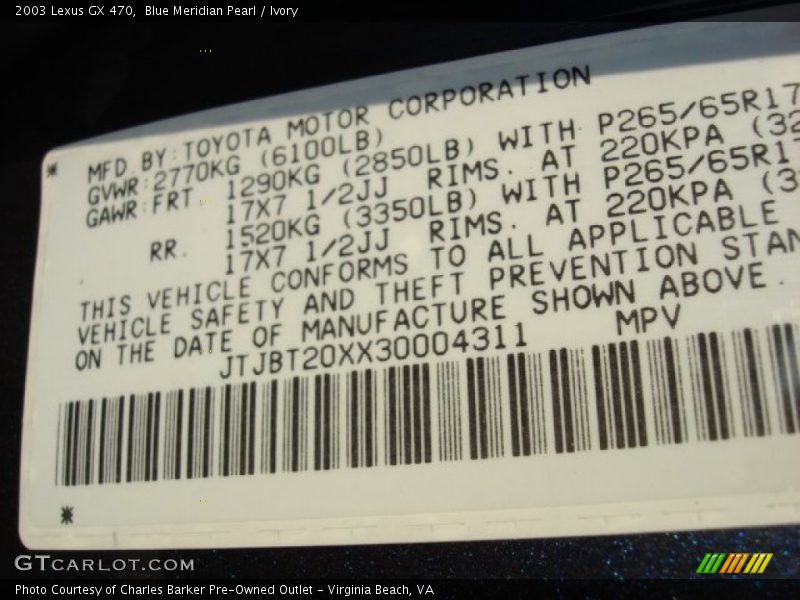 2003 Lexus GX 470, Blue Meridian Pearl / Ivory
* MFD BY:TOYOTA MOTOR CORPORATION
GVWR:2770KG (6100LB)
GAWR:FRT 1290KG (2850LB) WITH P265/65R17
17X7 1/2JJ RIMS. AT 220KPA (32
RR. 1520KG (3350LB) WITH P265/65R17
17X7 1/2JJ RIMS. AT 220KPA (3
THIS VEHICLE CONFORMS TO ALL APPLICABLE
VEHICLE SAFETY AND THEFT PREVENTION STAN
ON THE DATE OF MANUFACTURE SHOWN ABOVE.
JTJBT20XX30004311 MPV
*
GTCARLOT.COM
Photo Courtesy of Charles Barker Pre-Owned Outlet - Virginia Beach, VA